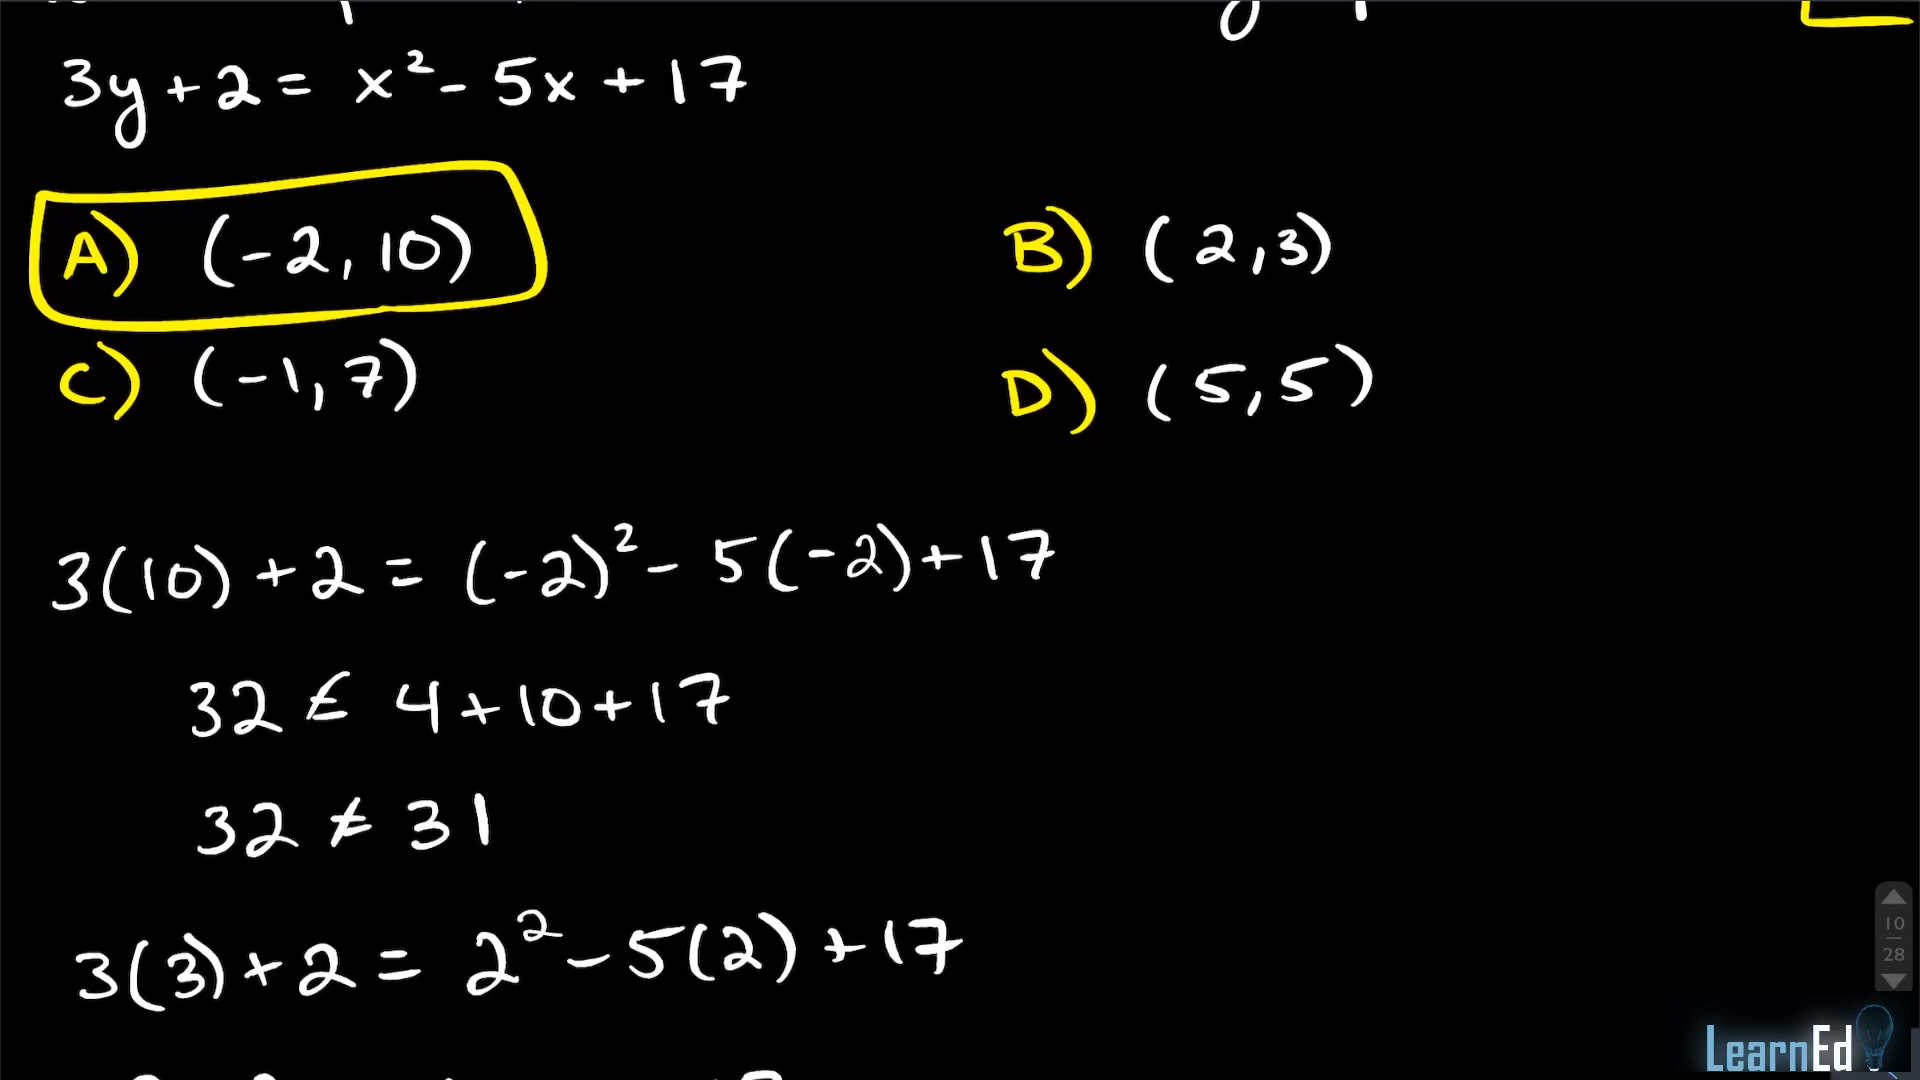 3y + 2 = x² - 5x + 17
A) (-2, 10) B) (2, 3)
C) (-1, 7) D) (5, 5)
3(10) + 2 = (-2)² - 5(-2) + 17
32 ≠ 4 + 10 + 17
32 ≠ 31
3(3) + 2 = 2² - 5(2) + 17
10
28
LearnEd